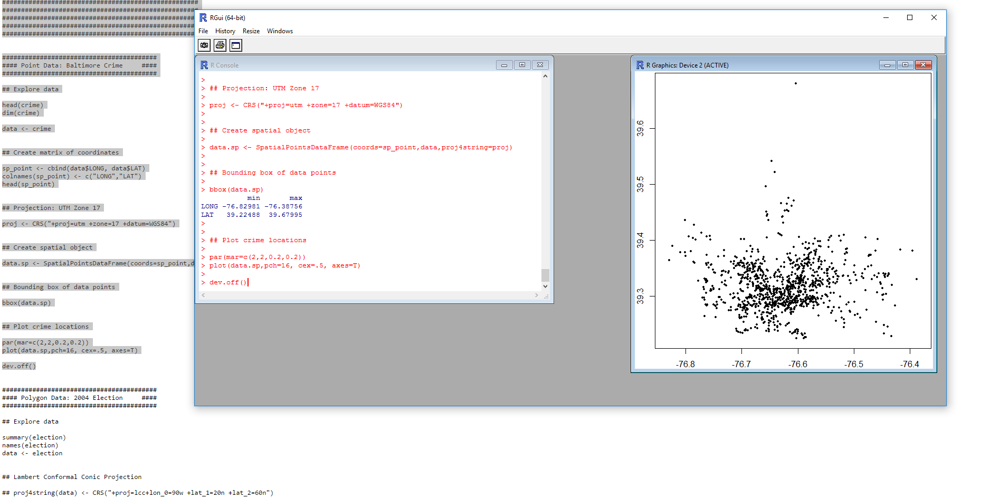 ####################################################
####################################################
####################################################
####################################################
####################################################
#########################################
#### Point Data: Baltimore Crime     ####
#########################################
## Explore data
head(crime)
dim(crime)
data <- crime
## Create matrix of coordinates
sp_point <- cbind(data$LONG, data$LAT)
colnames(sp_point) <- c("LONG","LAT")
head(sp_point)
## Projection: UTM Zone 17
proj <- CRS("+proj=utm +zone=17 +datum=WGS84")
## Create spatial object
data.sp <- SpatialPointsDataFrame(coords=sp_point,d
## Bounding box of data points
bbox(data.sp)
## Plot crime locations
par(mar=c(2,2,0.2,0.2))
plot(data.sp,pch=16, cex=.5, axes=T)
dev.off()
#########################################
#### Polygon Data: 2004 Election     ####
#########################################
## Explore data
summary(election)
names(election)
data <- election
## Lambert Conformal Conic Projection
## proj4string(data) <- CRS("+proj=lcc+lon_0=90w +lat_1=20n +lat_2=60n")
RGui (64-bit)
File History Resize Windows
R Console
>
> ## Projection: UTM Zone 17
>
> proj <- CRS("+proj=utm +zone=17 +datum=WGS84")
>
>
> ## Create spatial object
>
> data.sp <- SpatialPointsDataFrame(coords=sp_point,data,proj4string=proj)
>
>
> ## Bounding box of data points
>
> bbox(data.sp)
min max
LONG -76.82981 -76.38756
LAT 39.22488 39.67995
>
>
> ## Plot crime locations
>
> par(mar=c(2,2,0.2,0.2))
> plot(data.sp,pch=16, cex=.5, axes=T)
>
> dev.off()
R Graphics: Device 2 (ACTIVE)
39.6
39.5
39.4
39.3
-76.8 -76.7 -76.6 -76.5 -76.4